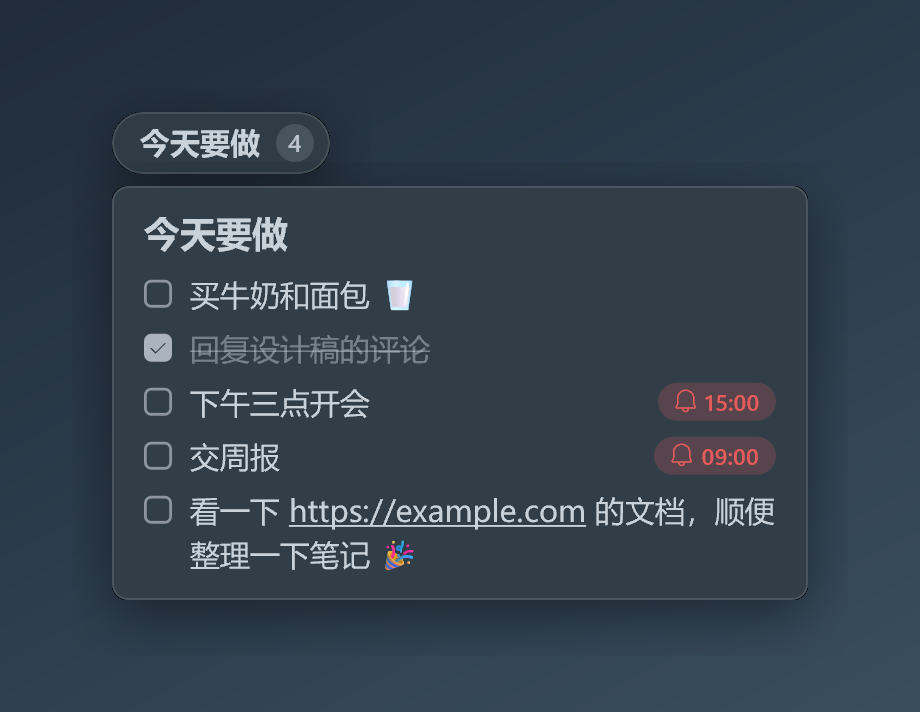 今天要做 4
今天要做
买牛奶和面包 🥛
回复设计稿的评论
下午三点开会 15:00
交周报 09:00
看一下 https://example.com 的文档，顺便
整理一下笔记 🎉